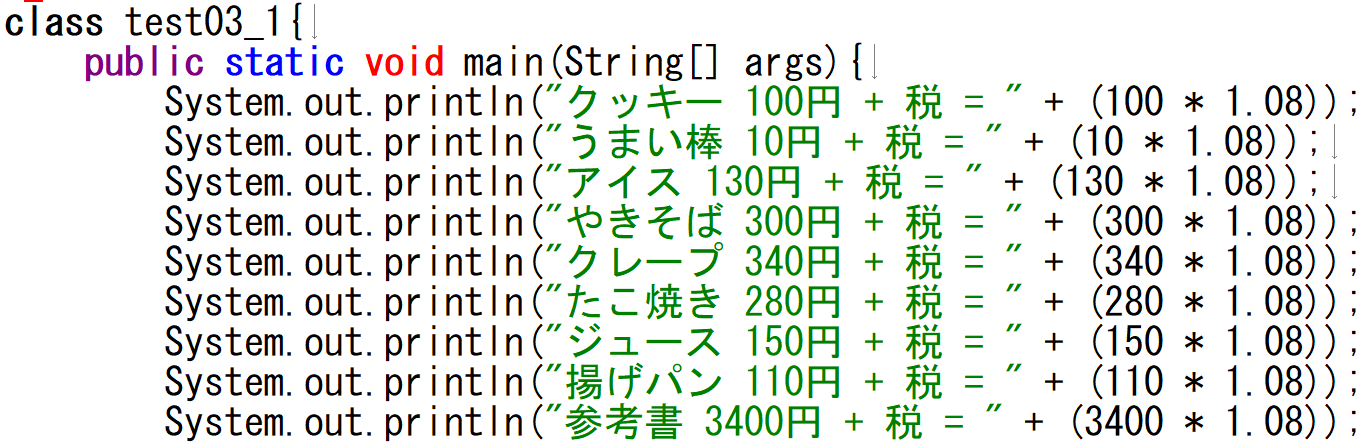 class test03_1{
public static void main(String[] args){
System.out.println("クッキー 100円 + 税 = " + (100 * 1.08));
System.out.println("うまい棒 10円 + 税 = " + (10 * 1.08));
System.out.println("アイス 130円 + 税 = " + (130 * 1.08));
System.out.println("やきそば 300円 + 税 = " + (300 * 1.08));
System.out.println("クレープ 340円 + 税 = " + (340 * 1.08));
System.out.println("たこ焼き 280円 + 税 = " + (280 * 1.08));
System.out.println("ジュース 150円 + 税 = " + (150 * 1.08));
System.out.println("揚げパン 110円 + 税 = " + (110 * 1.08));
System.out.println("参考書 3400円 + 税 = " + (3400 * 1.08));